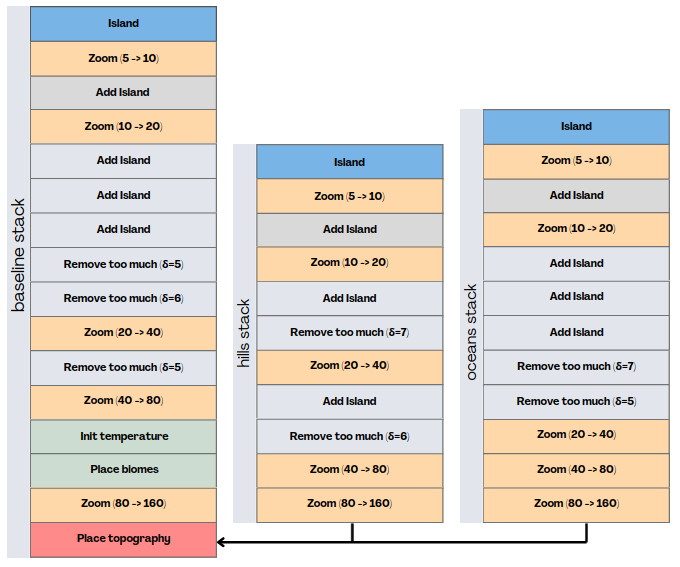 baseline stack
Island
Zoom (5 -> 10)
Add Island
Zoom (10 -> 20)
Add Island
Add Island
Add Island
Remove too much (δ=5)
Remove too much (δ=6)
Zoom (20 -> 40)
Remove too much (δ=5)
Zoom (40 -> 80)
Init temperature
Place biomes
Zoom (80 -> 160)
Place topography
hills stack
Island
Zoom (5 -> 10)
Add Island
Zoom (10 -> 20)
Add Island
Remove too much (δ=7)
Zoom (20 -> 40)
Add Island
Remove too much (δ=6)
Zoom (40 -> 80)
Zoom (80 -> 160)
oceans stack
Island
Zoom (5 -> 10)
Add Island
Zoom (10 -> 20)
Add Island
Add Island
Add Island
Remove too much (δ=7)
Remove too much (δ=5)
Zoom (20 -> 40)
Zoom (40 -> 80)
Zoom (80 -> 160)